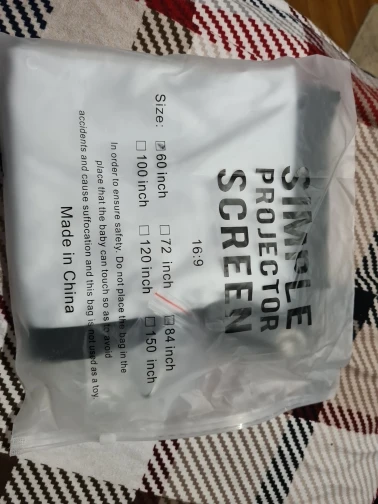 SIMPLE
PROJECTOR
SCREEN
16:9
Size: 60 inch 72 inch 84 inch
100 inch 120 inch 150 inch
In order to ensure safety. Do not place the bag in the
place that the baby can touch so as to avoid
accidents and cause suffocation and this bag is not used as a toy.
Made in China